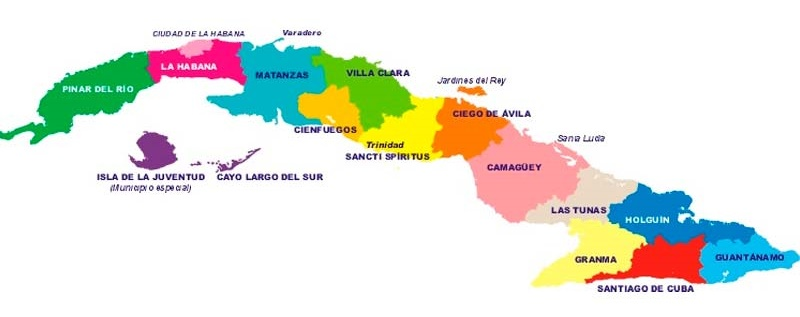 CIUDAD DE LA HABANA
Varadero
LA HABANA
MATANZAS
VILLA CLARA
PINAR DEL RÍO
Jardines del Rey
CIEGO DE ÁVILA
CIENFUEGOS
Trinidad
SANCTI SPÍRITUS
Santa Lucía
CAMAGÜEY
ISLA DE LA JUVENTUD
(Municipio especial)
CAYO LARGO DEL SUR
LAS TUNAS
HOLGUÍN
GRANMA
GUANTÁNAMO
SANTIAGO DE CUBA